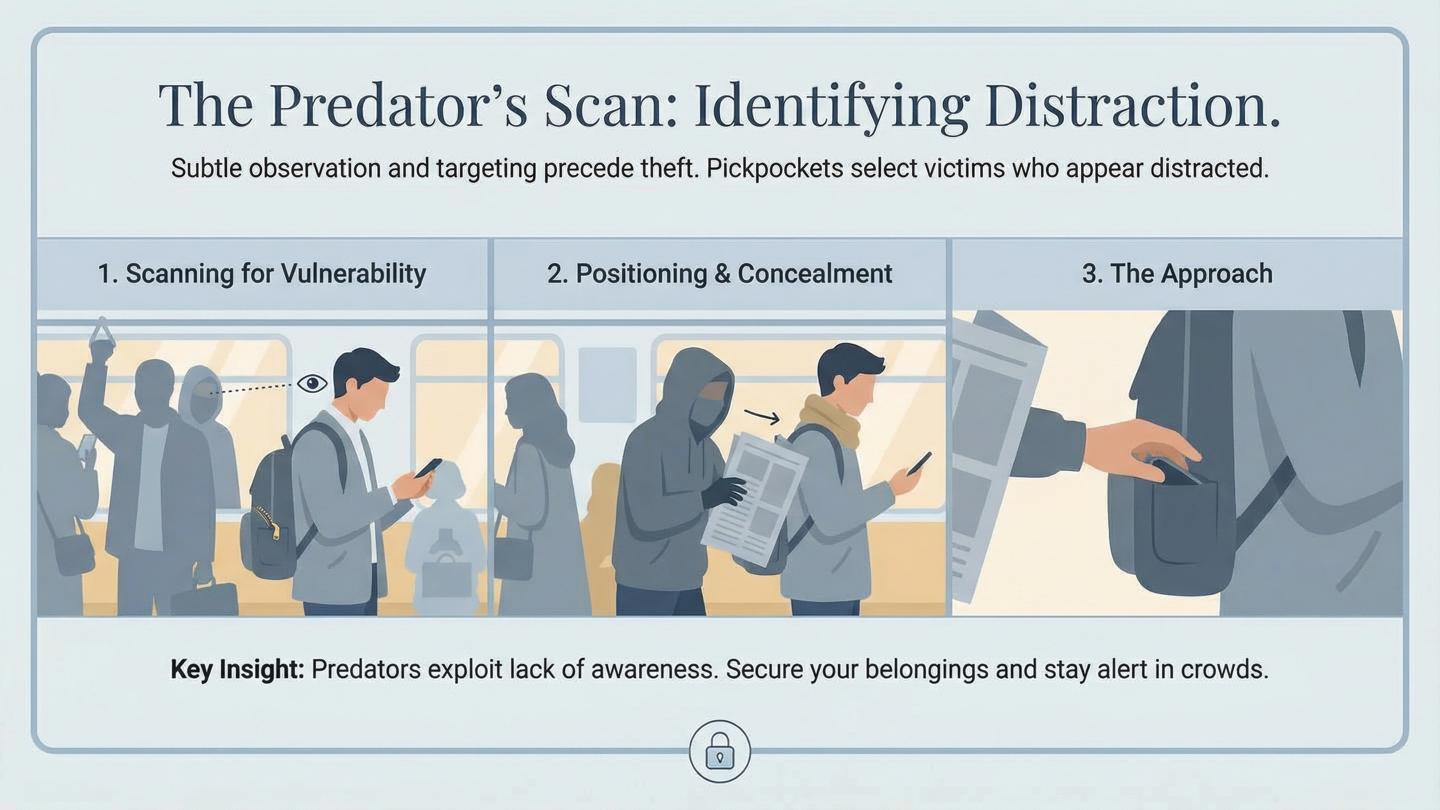 The Predator’s Scan: Identifying Distraction.
Subtle observation and targeting precede theft. Pickpockets select victims who appear distracted.
1. Scanning for Vulnerability
2. Positioning & Concealment
3. The Approach
Key Insight: Predators exploit lack of awareness. Secure your belongings and stay alert in crowds.